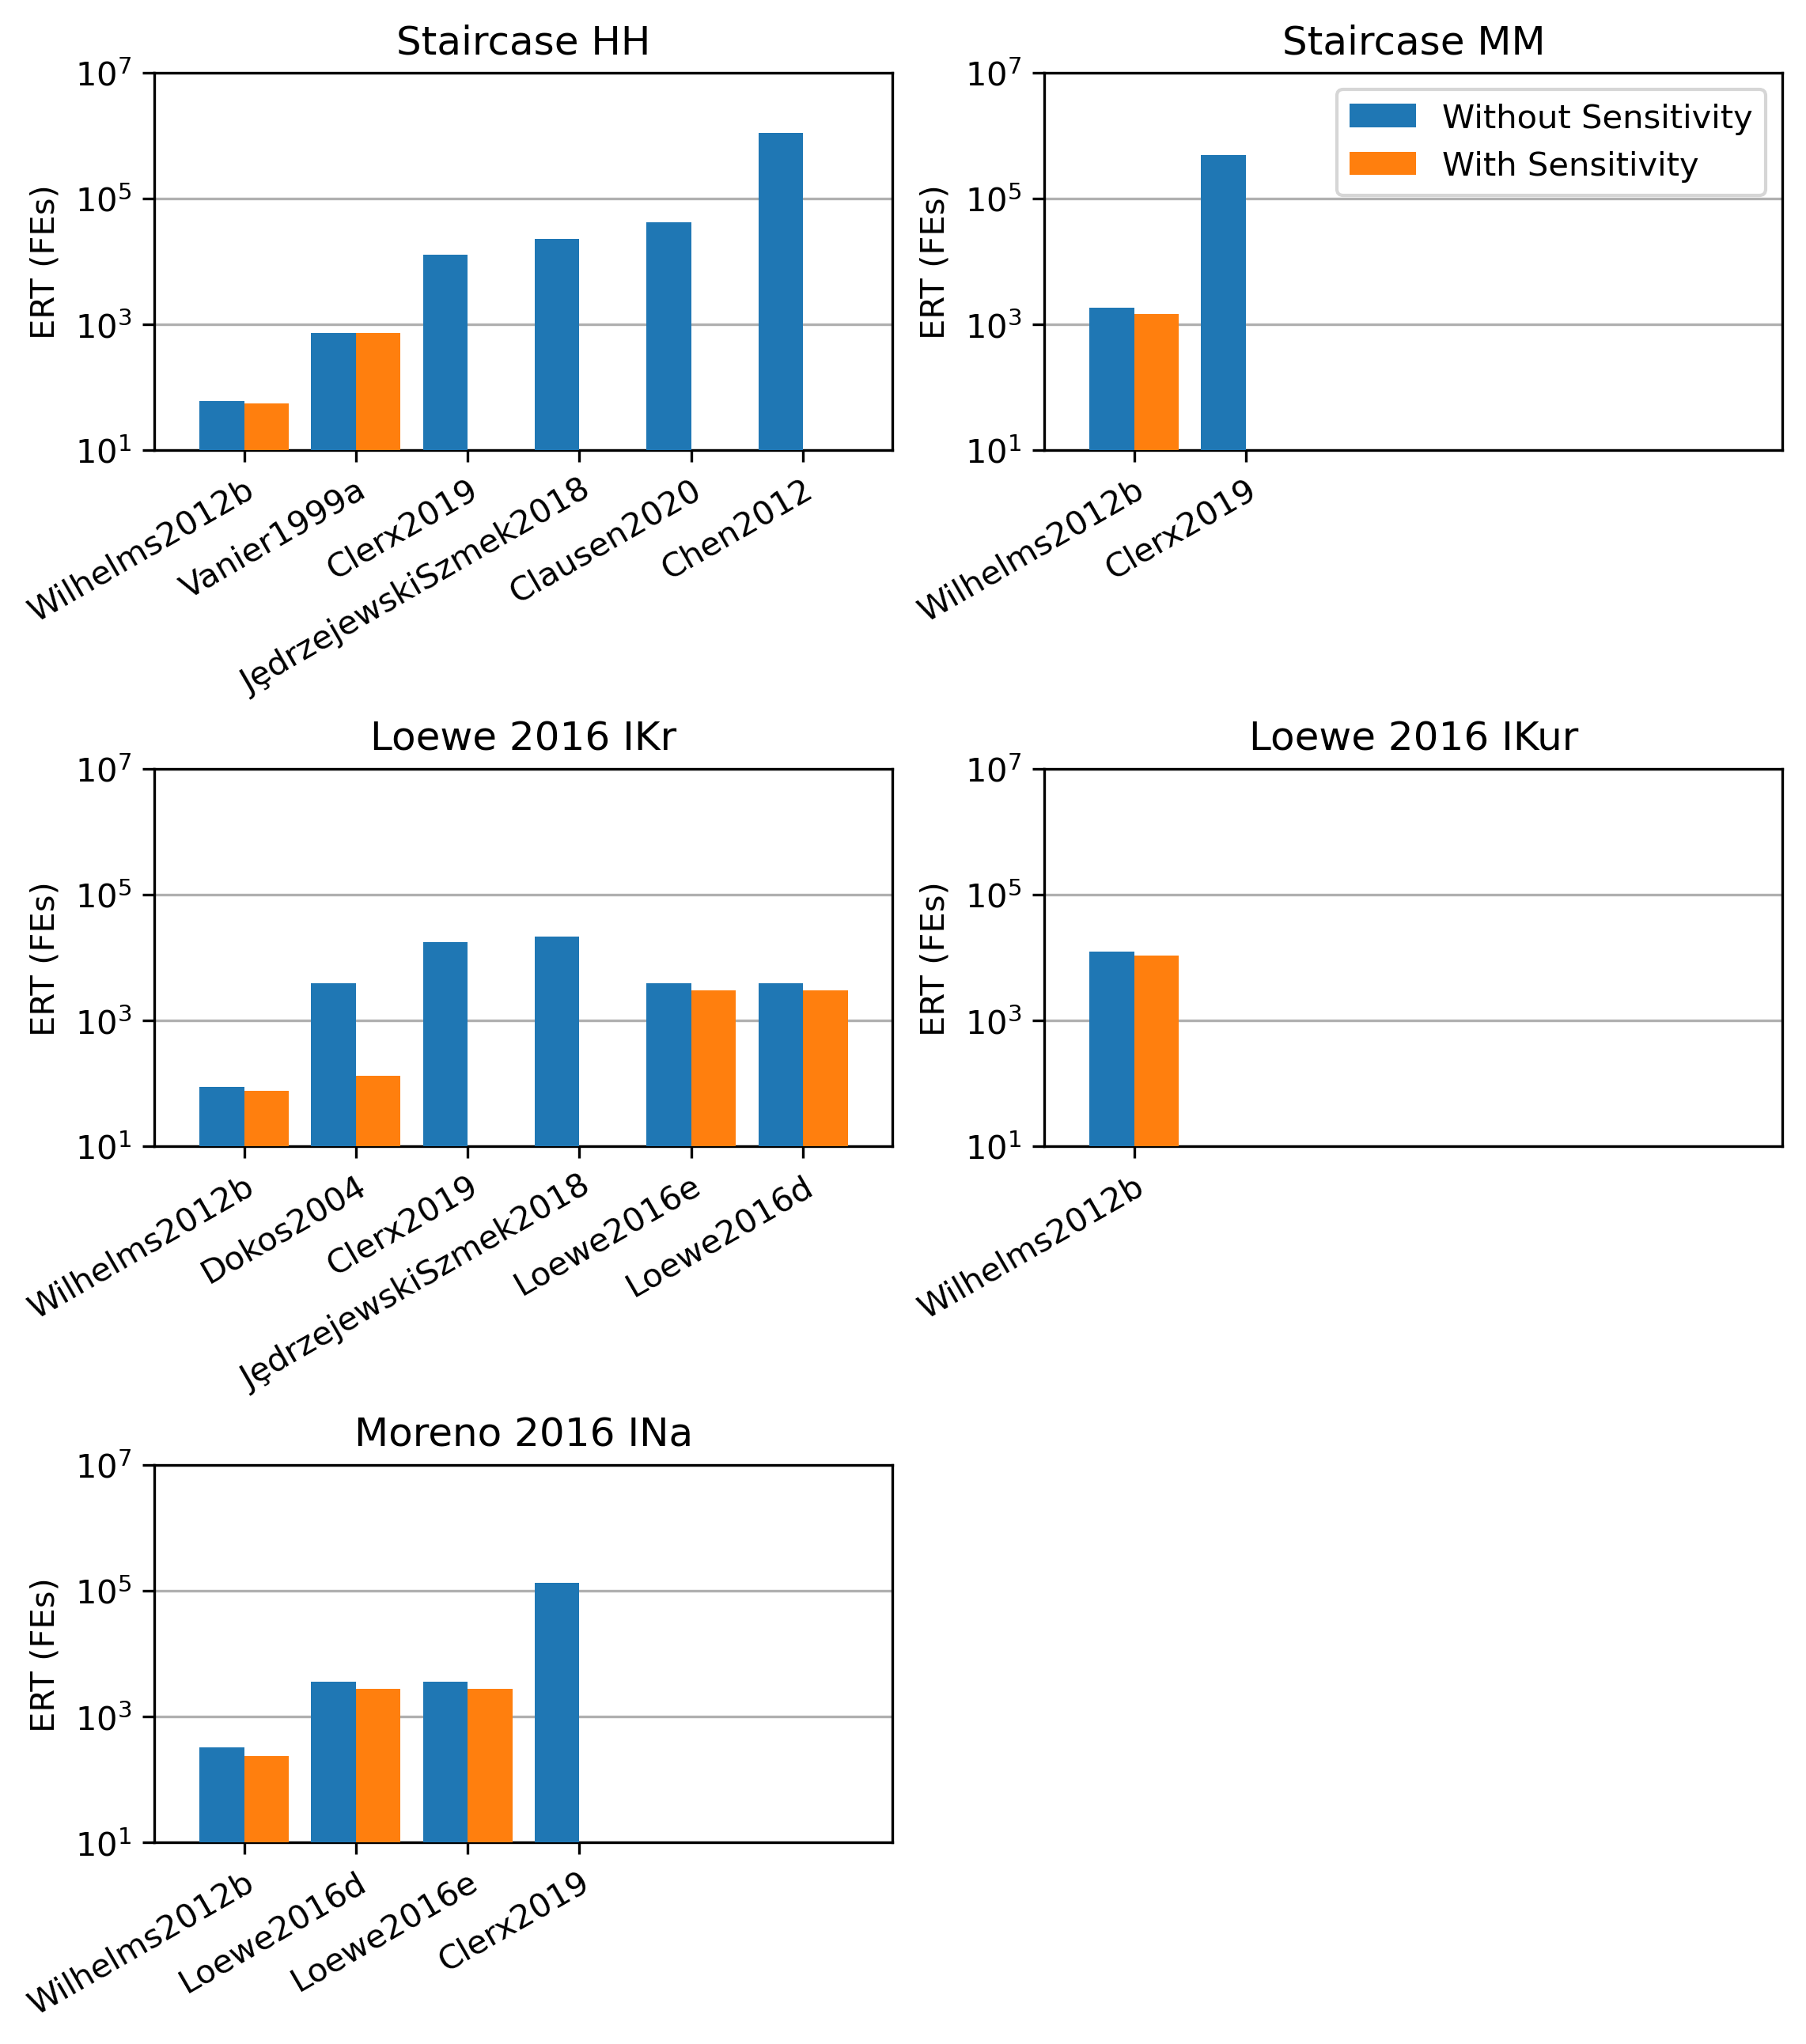 Staircase HH
10^7
10^5
10^3
10^1
ERT (FEs)
Wilhelms2012b
Vanier1999a
Clerx2019
JędrzejewskiSzmek2018
Clausen2020
Chen2012
Staircase MM
Without Sensitivity
With Sensitivity
10^7
10^5
10^3
10^1
ERT (FEs)
Wilhelms2012b
Clerx2019
Loewe 2016 IKr
10^7
10^5
10^3
10^1
ERT (FEs)
Wilhelms2012b
Dokos2004
Clerx2019
JędrzejewskiSzmek2018
Loewe2016e
Loewe2016d
Loewe 2016 IKur
10^7
10^5
10^3
10^1
ERT (FEs)
Wilhelms2012b
Moreno 2016 INa
10^7
10^5
10^3
10^1
ERT (FEs)
Wilhelms2012b
Loewe2016d
Loewe2016e
Clerx2019